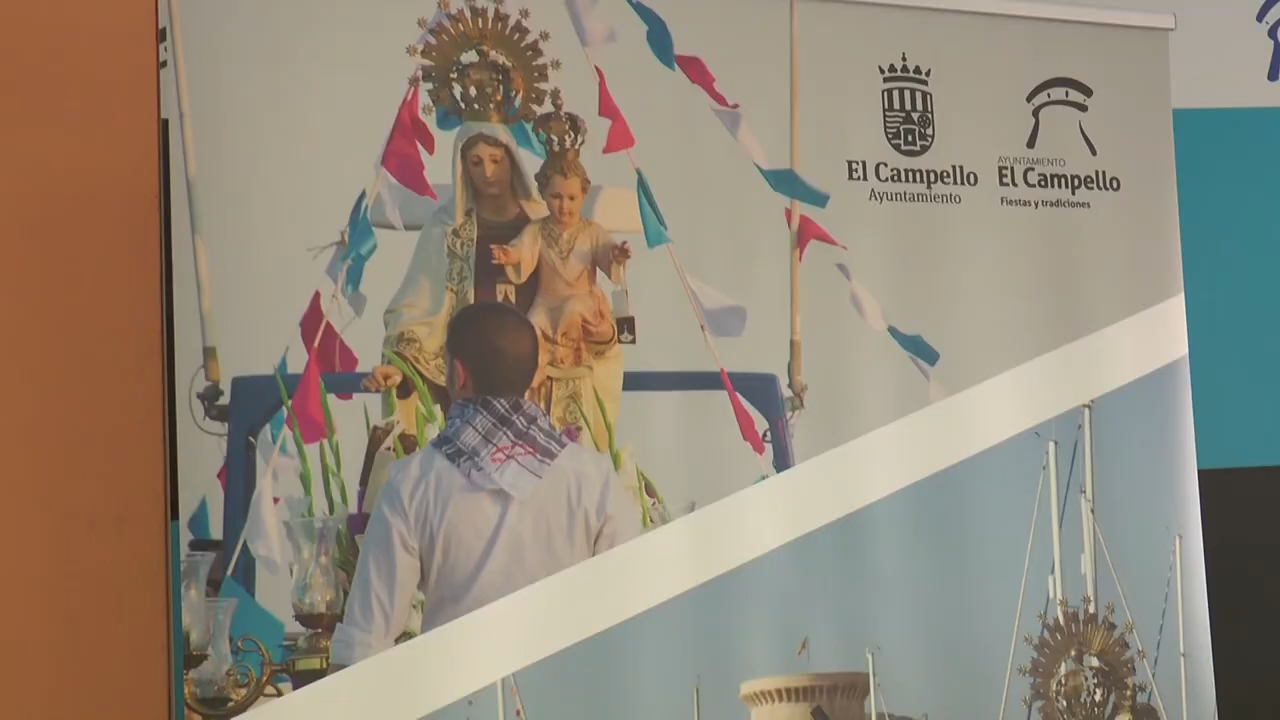 El Campello
Ayuntamiento
AYUNTAMIENTO
El Campello
Fiestas y tradiciones